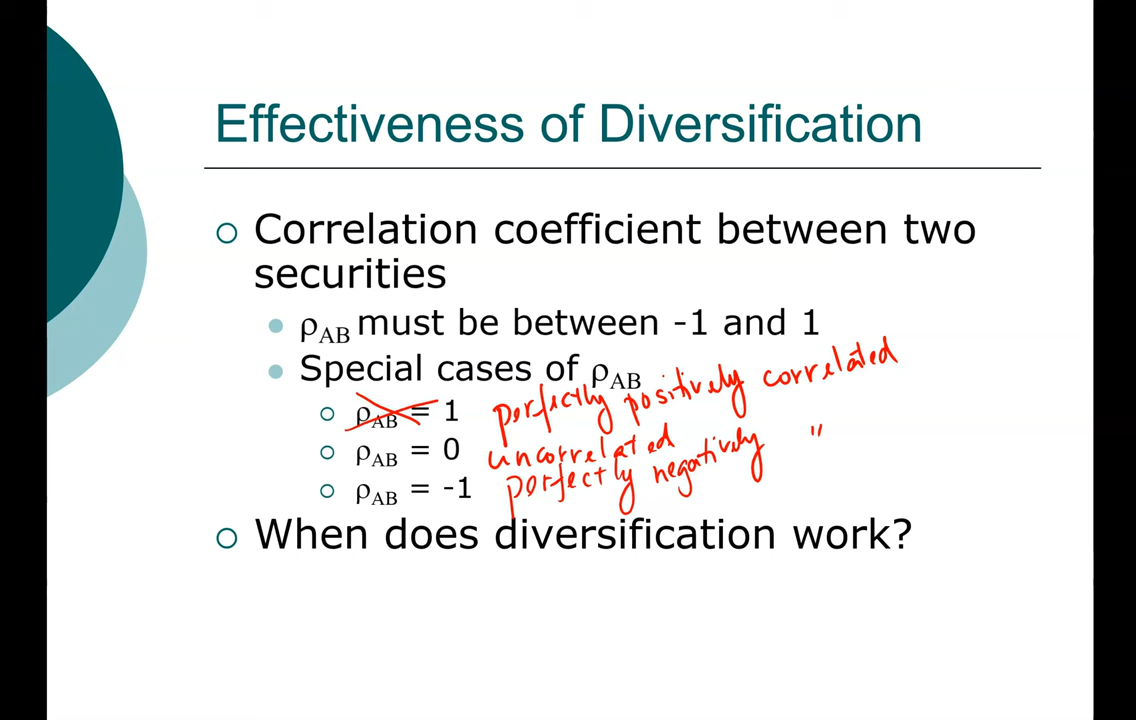 Effectiveness of Diversification
Correlation coefficient between two
securities
ρAB must be between -1 and 1
Special cases of ρAB
ρAB = 1 perfectly positively correlated
ρAB = 0 uncorrelated
ρAB = -1 perfectly negatively "
When does diversification work?